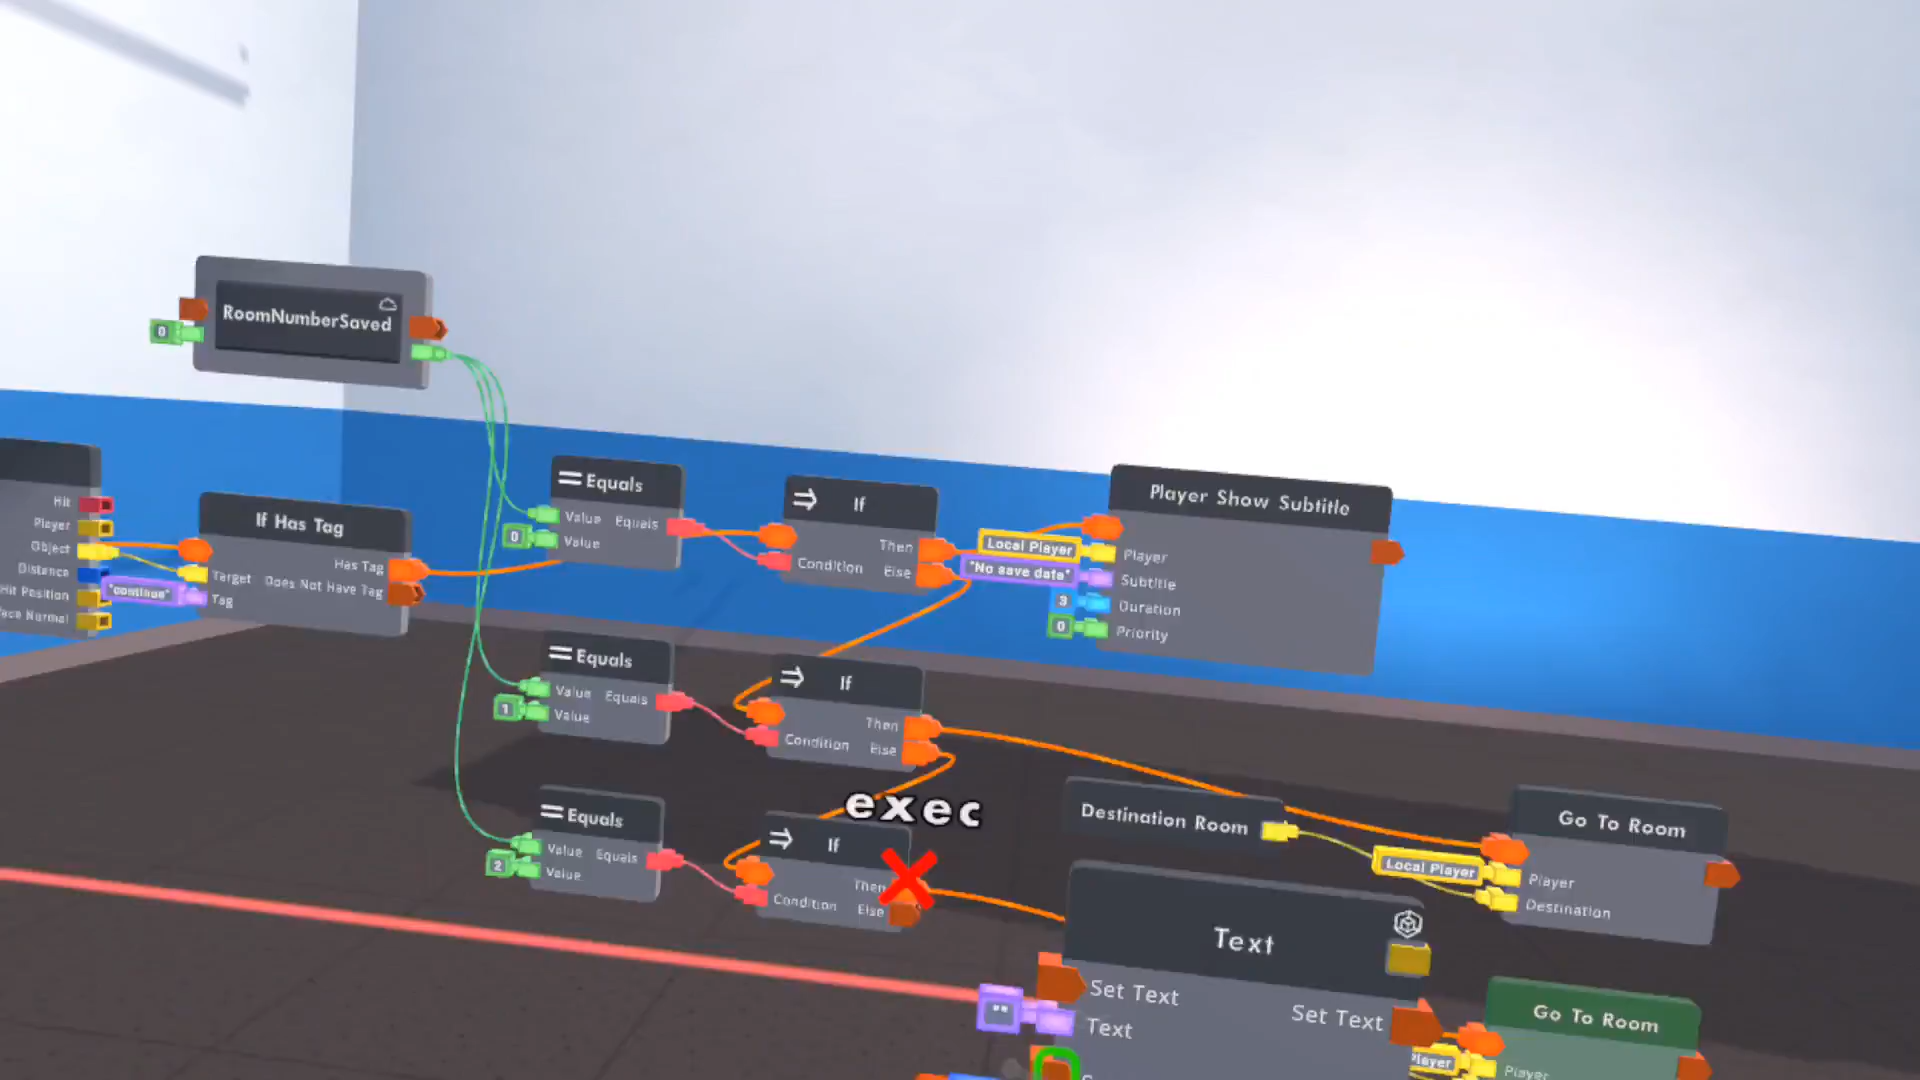 RoomNumberSaved
0
Hit
Player
Object
Distance
Hit Position
face Normal
If Has Tag
Has Tag
Target
Does Not Have Tag
"continue"
Tag
Equals
Value
Equals
0
Value
If
Then
Condition
Else
Player Show Subtitle
Local Player
Player
"No save data"
Subtitle
3
Duration
0
Priority
Equals
Value
Equals
1
Value
If
Then
Condition
Else
exec
Equals
Value
Equals
2
Value
If
Then
Condition
Else
Destination Room
Go To Room
Local Player
Player
Destination
Text
Set Text
Set Text
""
Text
Go To Room
Player
Player